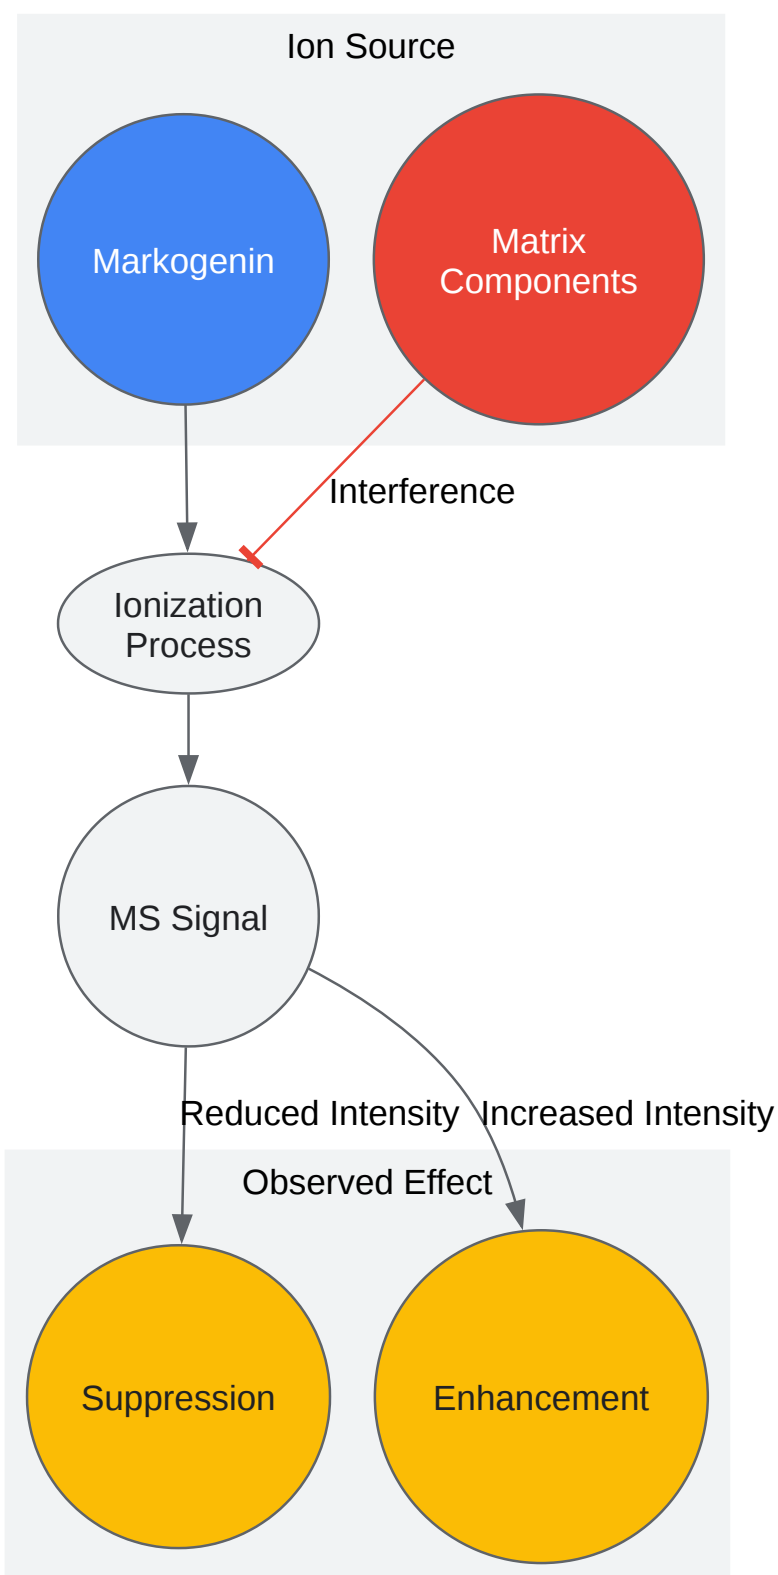 Ion Source
Markogenin
Matrix
Components
Interference
Ionization
Process
MS Signal
Reduced Intensity
Increased Intensity
Observed Effect
Suppression
Enhancement